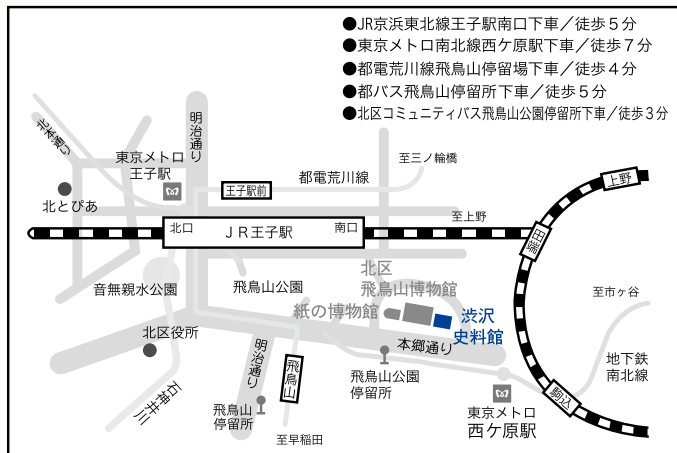 ●JR京浜東北線王子駅南口下車／徒歩５分
●東京メトロ南北線西ケ原駅下車／徒歩７分
●都電荒川線飛鳥山停留場下車／徒歩４分
●都バス飛鳥山停留所下車／徒歩５分
●北区コミュニティバス飛鳥山公園停留所下車／徒歩３分
北本通り
明治通り
東京メトロ
王子駅
至三ノ輪橋
都電荒川線
王子駅前
上野
北とぴあ
北口
ＪＲ王子駅
南口
至上野
田端
音無親水公園
飛鳥山公園
北区
飛鳥山博物館
紙の博物館
渋沢
史料館
至市ヶ谷
北区役所
明治通り
飛鳥山
本郷通り
地下鉄
南北線
石神井川
飛鳥山
停留所
飛鳥山公園
停留所
駒込
東京メトロ
西ケ原駅
至早稲田